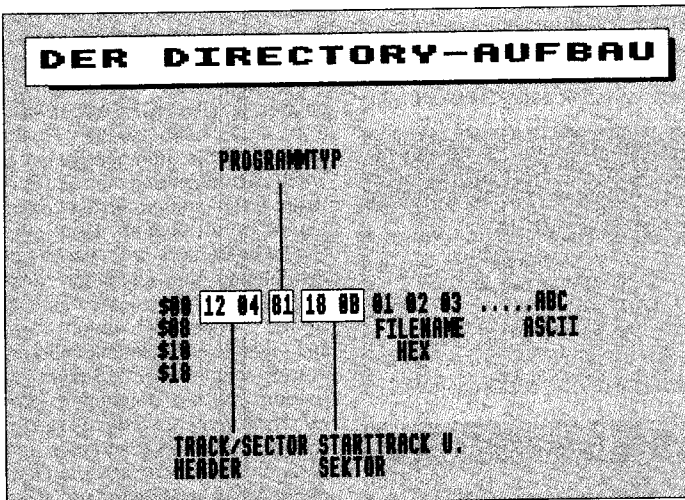 DER DIRECTORY-AUFBAU
PROGRAMMTYP
$00 12 04 81 18 0B 01 02 03 .....ABC
$08 FILENAME ASCII
$10 HEX
$18
TRACK/SECTOR STARTTRACK U.
HEADER SEKTOR